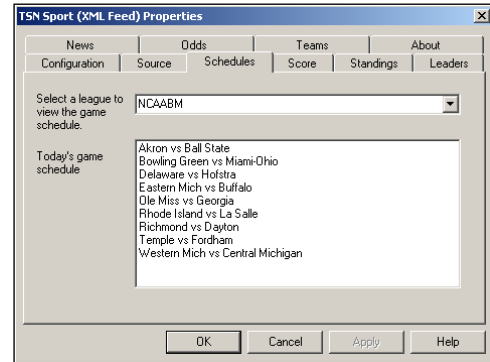 TSN Sport (XML Feed) Properties
News Odds Teams About
Configuration Source Schedules Score Standings Leaders
Select a league to
view the game
schedule.
NCAABM
Today's game
schedule
Akron vs Ball State
Bowling Green vs Miami-Ohio
Delaware vs Hofstra
Eastern Mich vs Buffalo
Ole Miss vs Georgia
Rhode Island vs La Salle
Richmond vs Dayton
Temple vs Fordham
Western Mich vs Central Michigan
OK Cancel Apply Help